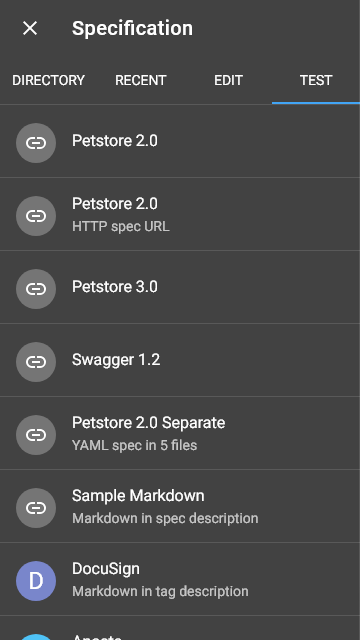 Specification
DIRECTORY RECENT EDIT TEST
Petstore 2.0
Petstore 2.0
HTTP spec URL
Petstore 3.0
Swagger 1.2
Petstore 2.0 Separate
YAML spec in 5 files
Sample Markdown
Markdown in spec description
D
DocuSign
Markdown in tag description